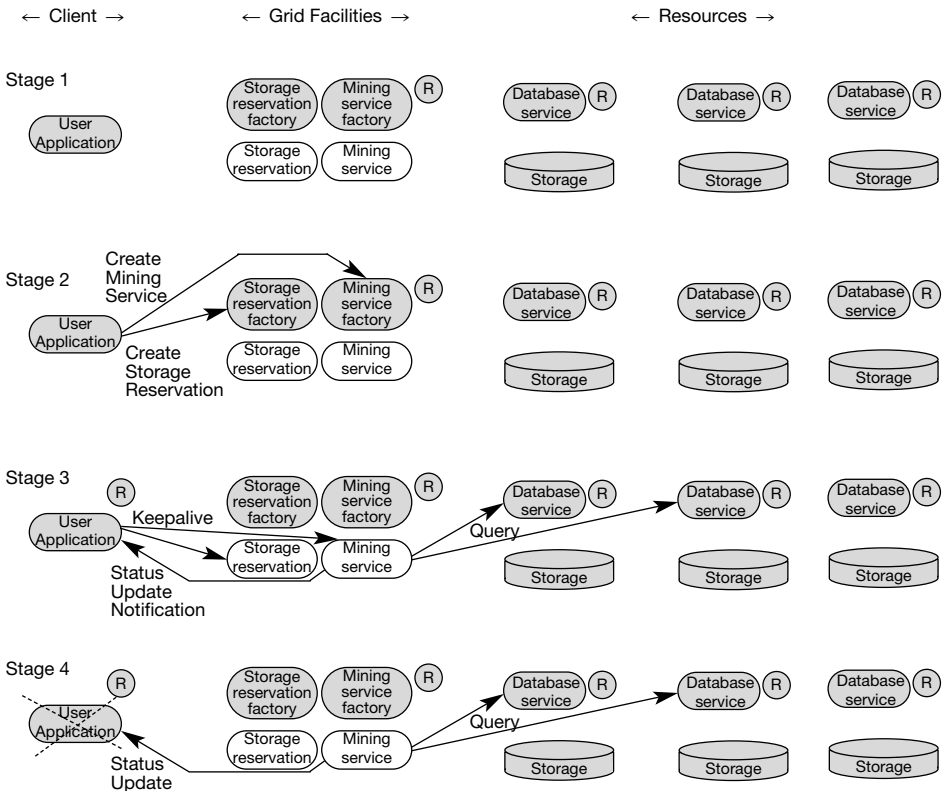 ← Client →
← Grid Facilities →
← Resources →
Stage 1
User
Application
Storage
reservation
factory
Mining
service
factory
R
Storage
reservation
Mining
service
Database
service
R
Database
service
R
Database
service
R
Storage
Storage
Storage
Stage 2
Create
Mining
Service
User
Application
Create
Storage
Reservation
Storage
reservation
factory
Mining
service
factory
R
Storage
reservation
Mining
service
Database
service
R
Database
service
R
Database
service
R
Storage
Storage
Storage
Stage 3
R
User
Application
Keepalive
Status
Update
Notification
Storage
reservation
factory
Mining
service
factory
R
Storage
reservation
Mining
service
Query
Database
service
R
Database
service
R
Database
service
R
Storage
Storage
Storage
Stage 4
R
User
Application
Status
Update
Storage
reservation
factory
Mining
service
factory
R
Storage
reservation
Mining
service
Query
Database
service
R
Database
service
R
Database
service
R
Storage
Storage
Storage